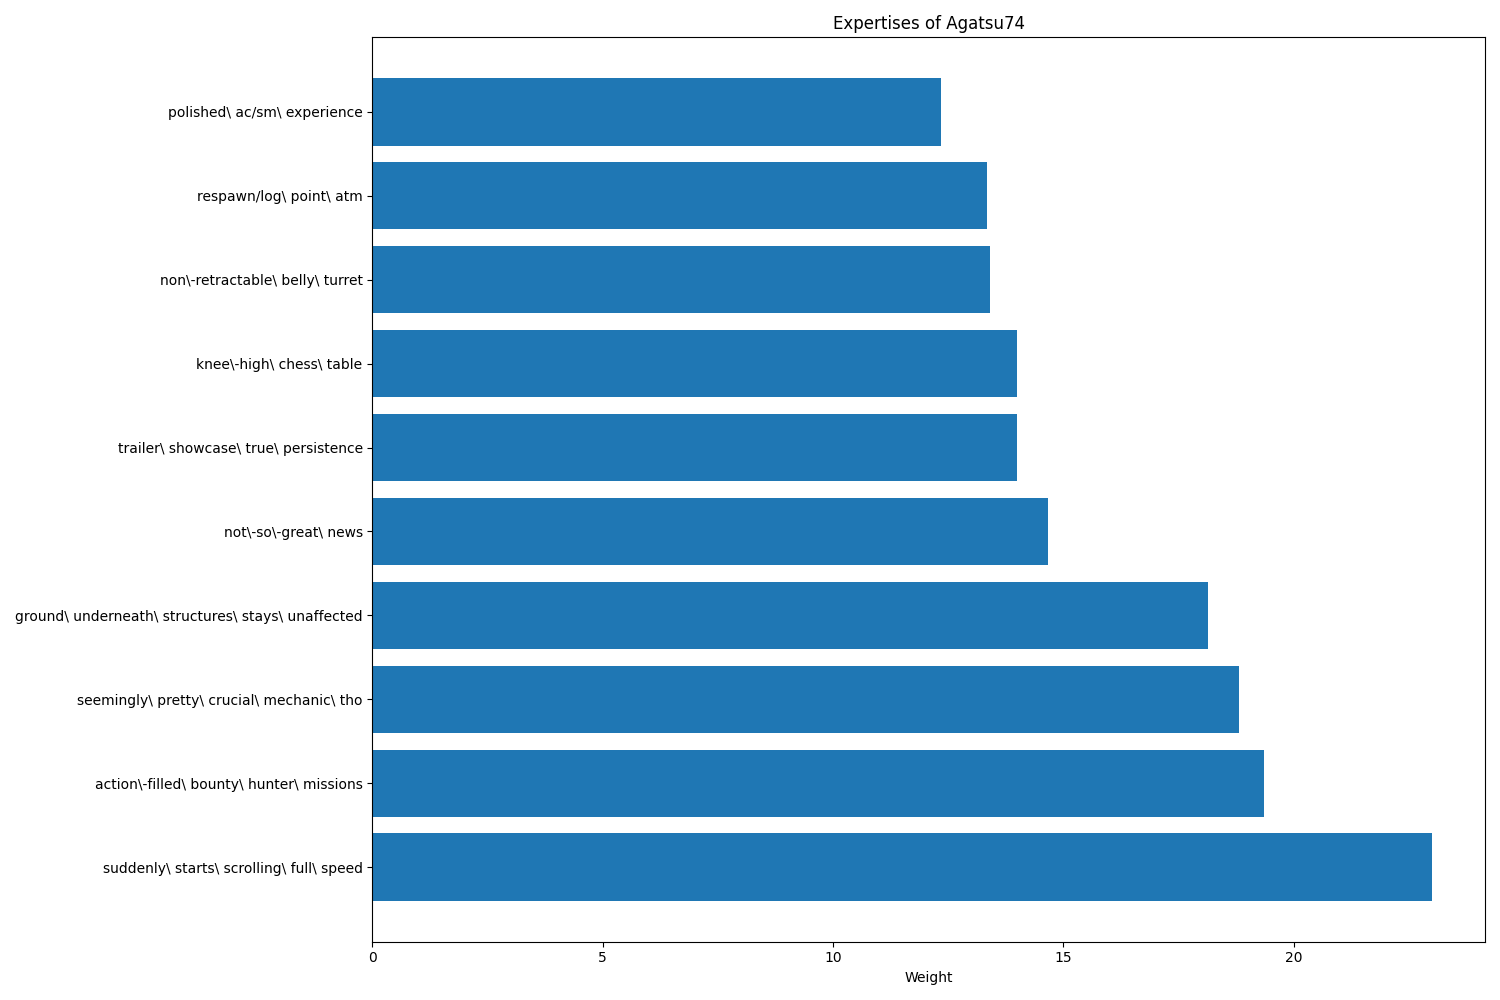 Expertises of Agatsu74
polished\ ac/sm\ experience
respawn/log\ point\ atm
non\-retractable\ belly\ turret
knee\-high\ chess\ table
trailer\ showcase\ true\ persistence
not\-so\-great\ news
ground\ underneath\ structures\ stays\ unaffected
seemingly\ pretty\ crucial\ mechanic\ tho
action\-filled\ bounty\ hunter\ missions
suddenly\ starts\ scrolling\ full\ speed
0 5 10 15 20
Weight